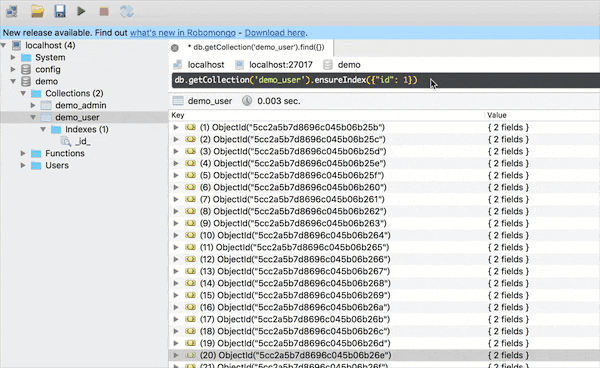 New release available. Find out what's new in Robomongo - Download here.
localhost (4)
System
config
demo
Collections (2)
demo_admin
demo_user
Indexes (1)
_id_
Functions
Users
* db.getCollection('demo_user').find({})
localhost localhost:27017 demo
db.getCollection('demo_user').ensureIndex({"id": 1})
demo_user 0.003 sec.
Key Value
(1) ObjectId("5cc2a5b7d8696c045b06b25b") { 2 fields }
(2) ObjectId("5cc2a5b7d8696c045b06b25c") { 2 fields }
(3) ObjectId("5cc2a5b7d8696c045b06b25d") { 2 fields }
(4) ObjectId("5cc2a5b7d8696c045b06b25e") { 2 fields }
(5) ObjectId("5cc2a5b7d8696c045b06b25f") { 2 fields }
(6) ObjectId("5cc2a5b7d8696c045b06b260") { 2 fields }
(7) ObjectId("5cc2a5b7d8696c045b06b261") { 2 fields }
(8) ObjectId("5cc2a5b7d8696c045b06b262") { 2 fields }
(9) ObjectId("5cc2a5b7d8696c045b06b263") { 2 fields }
(10) ObjectId("5cc2a5b7d8696c045b06b264") { 2 fields }
(11) ObjectId("5cc2a5b7d8696c045b06b265") { 2 fields }
(12) ObjectId("5cc2a5b7d8696c045b06b266") { 2 fields }
(13) ObjectId("5cc2a5b7d8696c045b06b267") { 2 fields }
(14) ObjectId("5cc2a5b7d8696c045b06b268") { 2 fields }
(15) ObjectId("5cc2a5b7d8696c045b06b269") { 2 fields }
(16) ObjectId("5cc2a5b7d8696c045b06b26a") { 2 fields }
(17) ObjectId("5cc2a5b7d8696c045b06b26b") { 2 fields }
(18) ObjectId("5cc2a5b7d8696c045b06b26c") { 2 fields }
(19) ObjectId("5cc2a5b7d8696c045b06b26d") { 2 fields }
(20) ObjectId("5cc2a5b7d8696c045b06b26e") { 2 fields }
(21) ObjectId("5cc2a5b7d8696c045b06b26f") { 2 fields }